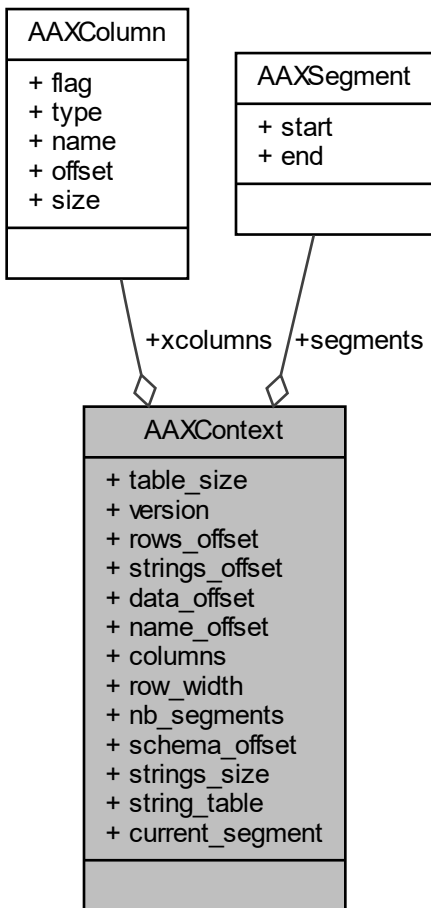 AAXColumn
+ flag
+ type
+ name
+ offset
+ size
AAXSegment
+ start
+ end
+xcolumns
+segments
AAXContext
+ table_size
+ version
+ rows_offset
+ strings_offset
+ data_offset
+ name_offset
+ columns
+ row_width
+ nb_segments
+ schema_offset
+ strings_size
+ string_table
+ current_segment